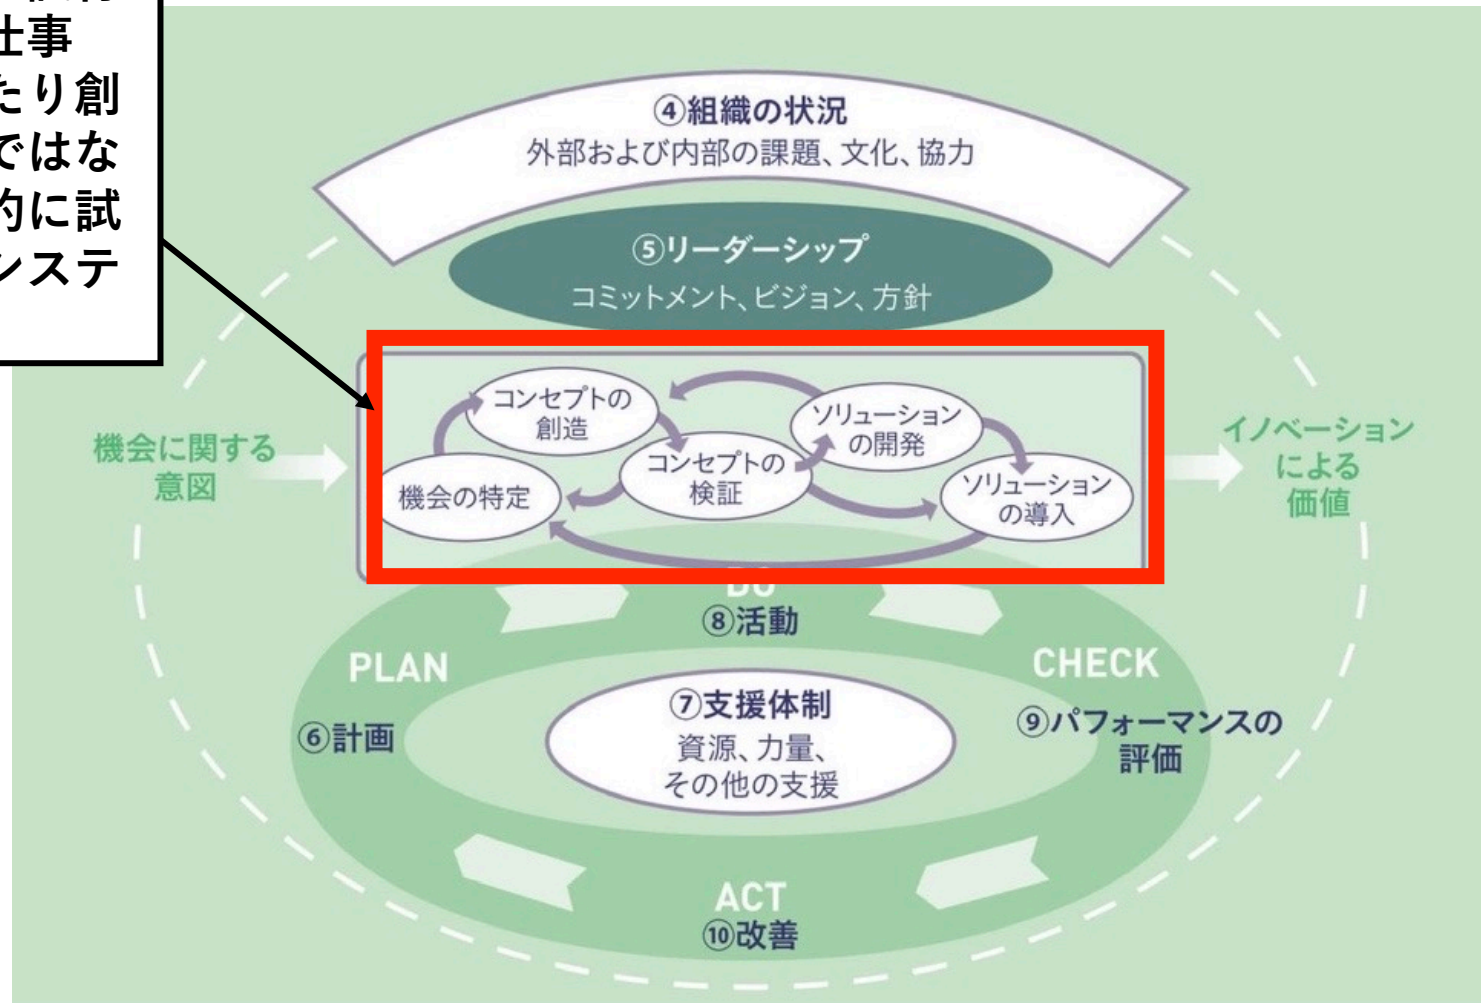 仕事
たり創
ではな
的に試
ンステ
④組織の状況
外部および内部の課題、文化、協力
⑤リーダーシップ
コミットメント、ビジョン、方針
コンセプトの
創造
ソリューション
の開発
コンセプトの
検証
機会の特定
ソリューション
の導入
機会に関する
意図
イノベーション
による
価値
DO
⑧活動
PLAN
⑥計画
CHECK
⑨パフォーマンスの
評価
⑦支援体制
資源、力量、
その他の支援
ACT
⑩改善